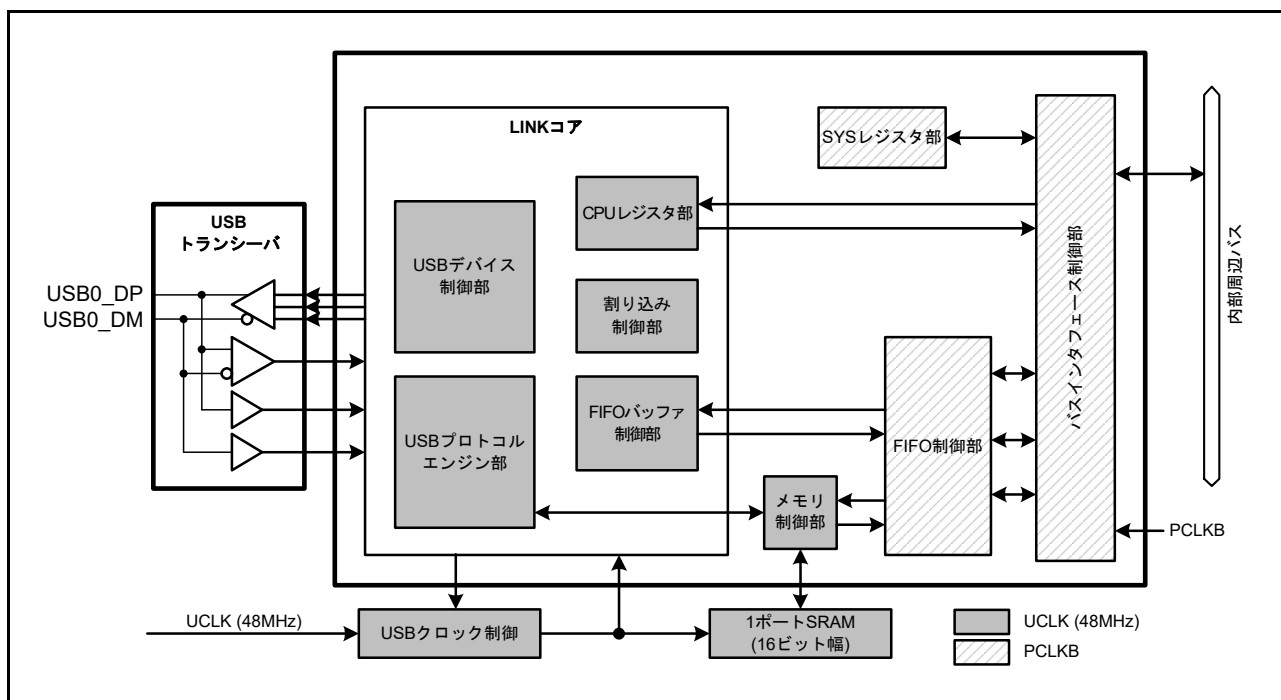 LINKコア
SYSレジスタ部
CPUレジスタ部
USB
トランシーバ
USBデバイス
制御部
USB0_DP
USB0_DM
割り込み
制御部
バスインタフェース制御部
内部周辺バス
USBプロトコル
エンジン部
FIFOバッファ
制御部
FIFO制御部
メモリ
制御部
PCLKB
UCLK (48MHz)
USBクロック制御
1ポートSRAM
(16ビット幅)
UCLK (48MHz)
PCLKB